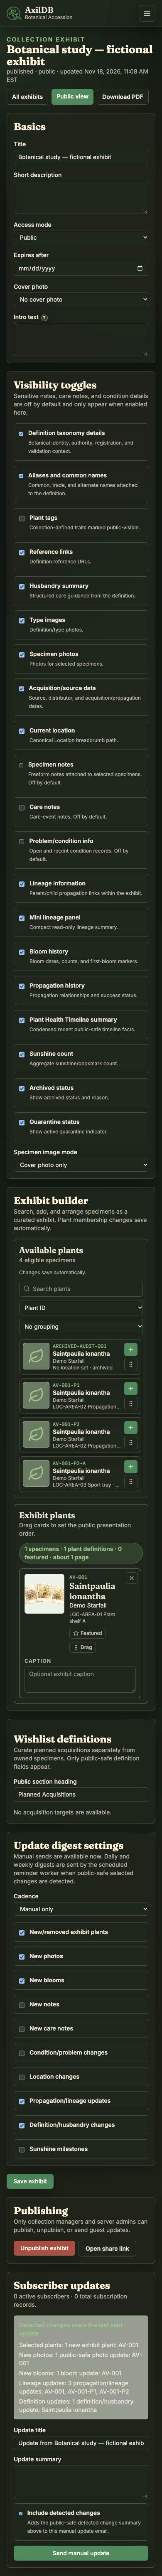 AxilDB
Botanical Accession
COLLECTION EXHIBIT
Botanical study — fictional
exhibit
published · public · updated Nov 18, 2026, 11:08 AM
EST
All exhibits
Public view
Download PDF
Basics
Title
Botanical study — fictional exhibit
Short description
Access mode
Public
Expires after
mm/dd/yyyy
Cover photo
No cover photo
Intro text ?
Visibility toggles
Sensitive notes, care notes, and condition details
are off by default and only appear when enabled
here.
Definition taxonomy details
Botanical identity, authority, registration, and
validation context.
Aliases and common names
Common, trade, and alternate names attached
to the definition.
Plant tags
Collection-defined traits marked public-visible.
Reference links
Definition reference URLs.
Husbandry summary
Structured care guidance from the definition.
Type images
Definition/type photos.
Specimen photos
Photos for selected specimens.
Acquisition/source data
Source, distributor, and acquisition/propagation
dates.
Current location
Canonical Location breadcrumb path.
Specimen notes
Freeform notes attached to selected specimens.
Off by default.
Care notes
Care-event notes. Off by default.
Problem/condition info
Open and recent condition records. Off by
default.
Lineage information
Parent/child propagation links within the exhibit.
Mini lineage panel
Compact read-only lineage summary.
Bloom history
Bloom dates, counts, and first-bloom markers.
Propagation history
Propagation relationships and success status.
Plant Health Timeline summary
Condensed recent public-safe timeline facts.
Sunshine count
Aggregate sunshine/bookmark count.
Archived status
Show archived status and reason.
Quarantine status
Show active quarantine indicator.
Specimen image mode
Cover photo only
Exhibit builder
Search, add, and arrange specimens as a
curated exhibit. Plant membership changes save
automatically.
Available plants
4 eligible specimens
Changes save automatically.
Search plants
Plant ID
No grouping
ARCHIVED-AUDIT-001
Saintpaulia ionantha
Demo Starfall
No location set · archived
AV-001-P1
Saintpaulia ionantha
Demo Starfall
LOC-AREA-02 Propagation...
AV-001-P2
Saintpaulia ionantha
Demo Starfall
LOC-AREA-02 Propagation...
AV-001-P2-A
Saintpaulia ionantha
Demo Starfall
LOC-AREA-03 Sport tray · ...
Exhibit plants
Drag cards to set the public presentation
order.
1 specimens · 1 plant definitions · 0
featured · about 1 page
AV-001
Saintpaulia
ionantha
Demo Starfall
LOC-AREA-01 Plant
shelf A
Featured
Drag
CAPTION
Optional exhibit caption
Wishlist definitions
Curate planned acquisitions separately from
owned specimens. Only public-safe definition
fields appear.
Public section heading
Planned Acquisitions
No acquisition targets are available.
Update digest settings
Manual sends are available now. Daily and
weekly digests are sent by the scheduled
reminder worker when public-safe selected
changes are detected.
Cadence
Manual only
New/removed exhibit plants
New photos
New blooms
New notes
New care notes
Condition/problem changes
Location changes
Propagation/lineage updates
Definition/husbandry changes
Sunshine milestones
Save exhibit
Publishing
Only collection managers and server admins can
publish, unpublish, or send guest updates.
Unpublish exhibit
Open share link
Subscriber updates
0 active subscribers · 0 total subscription
records.
Detected changes since the last sent
update
Selected plants: 1 new exhibit plant: AV-001
New photos: 1 public-safe photo update: AV-
001
New blooms: 1 bloom update: AV-001
Lineage updates: 3 propagation/lineage
updates: AV-001, AV-001-P1, AV-001-P2
Definition updates: 1 definition/husbandry
update: Saintpaulia ionantha
Update title
Update from Botanical study — fictional exhib
Update summary
Include detected changes
Adds the public-safe detected change summary
above to this manual update email.
Send manual update